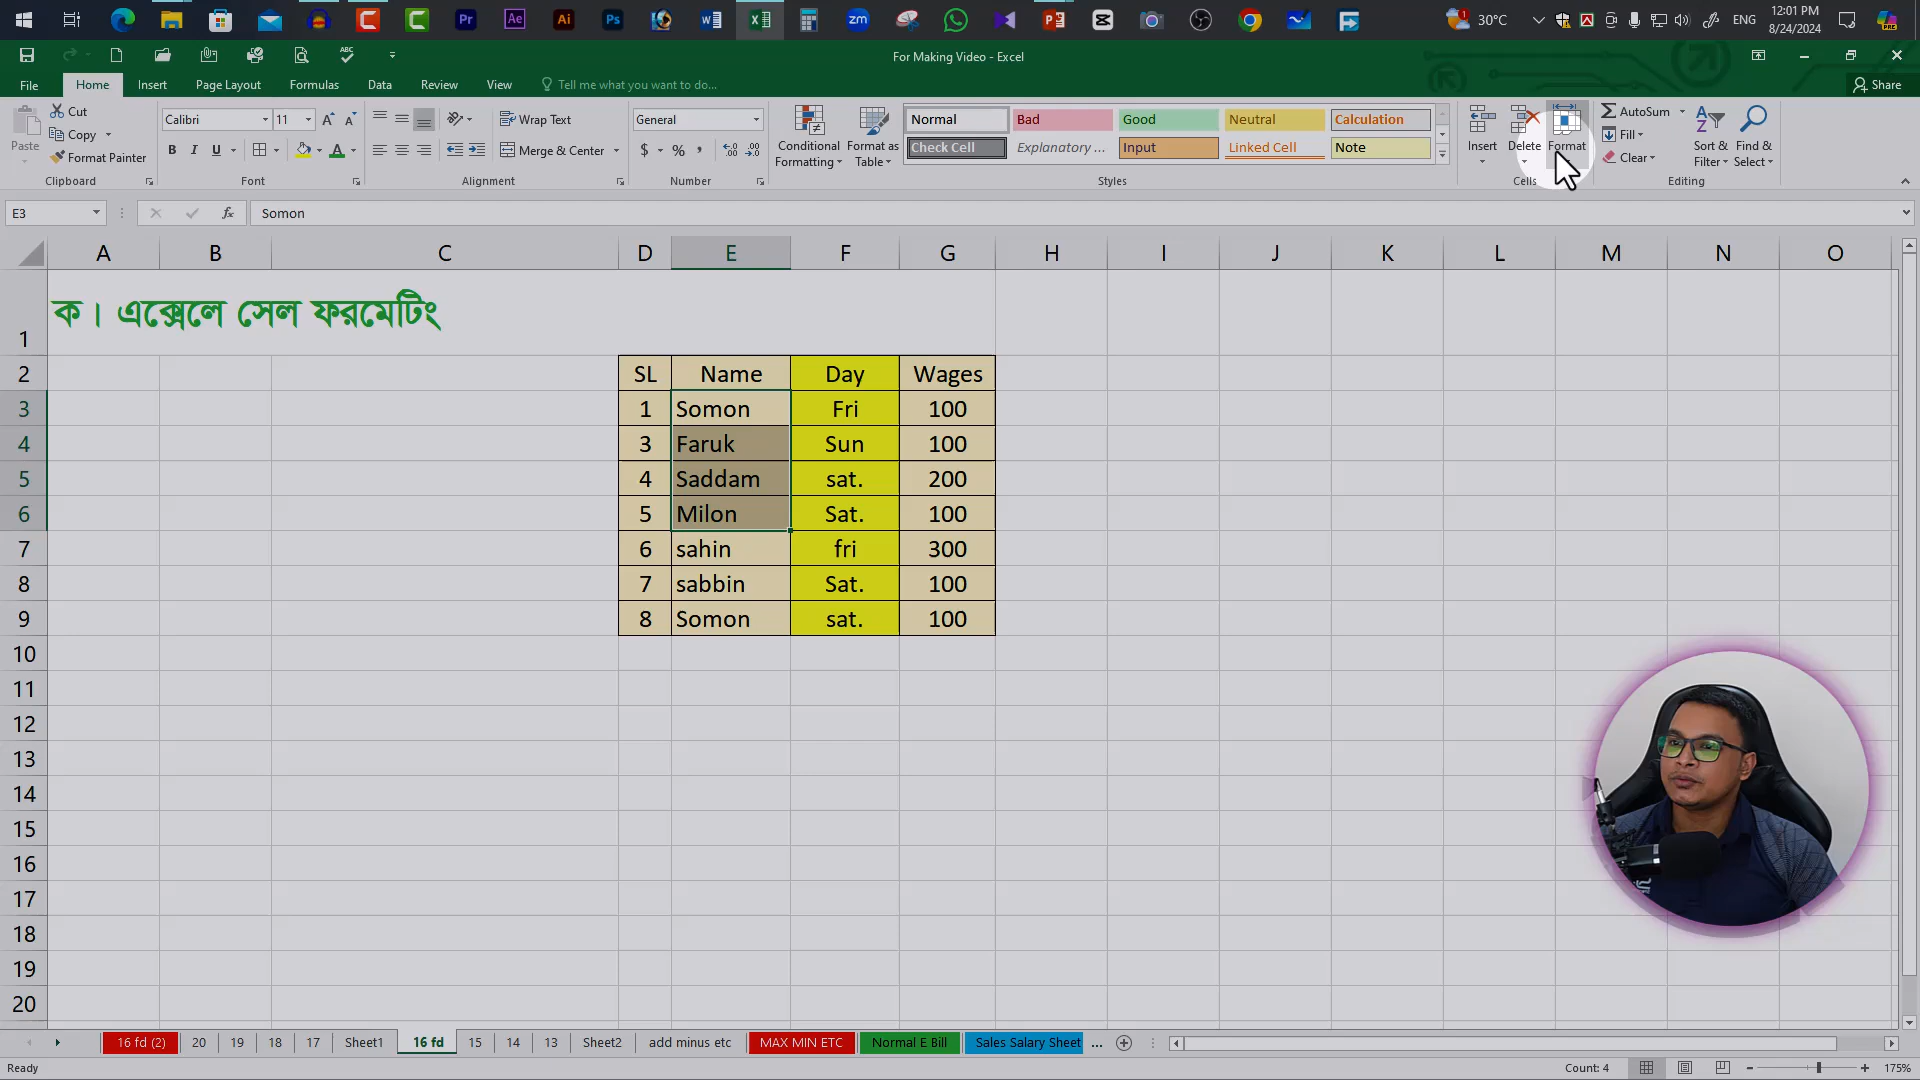 30°C
ENG
12:01 PM
8/24/2024
For Making Video - Excel
File Home Insert Page Layout Formulas Data Review View Tell me what you want to do... Share
Paste
Cut
Copy
Format Painter
Clipboard
Calibri 11
B I U
Font
Wrap Text
Merge & Center
Alignment
General
$ % ,
Number
Conditional Formatting
Format as Table
Normal Bad Good Neutral Calculation
Check Cell Explanatory ... Input Linked Cell Note
Styles
Insert Delete Format
Cells
AutoSum
Fill
Clear
Sort & Filter
Find & Select
Editing
E3 fx Somon
A B C D E F G H I J K L M N O
1 ক। এক্সেলে সেল ফরমেটিং
2 SL Name Day Wages
3 1 Somon Fri 100
4 3 Faruk Sun 100
5 4 Saddam sat. 200
6 5 Milon Sat. 100
7 6 sahin fri 300
8 7 sabbin Sat. 100
9 8 Somon sat. 100
10
11
12
13
14
15
16
17
18
19
20
16 fd (2) 20 19 18 17 Sheet1 16 fd 15 14 13 Sheet2 add minus etc MAX MIN ETC Normal E Bill Sales Salary Sheet ...
Ready Count: 4 175%